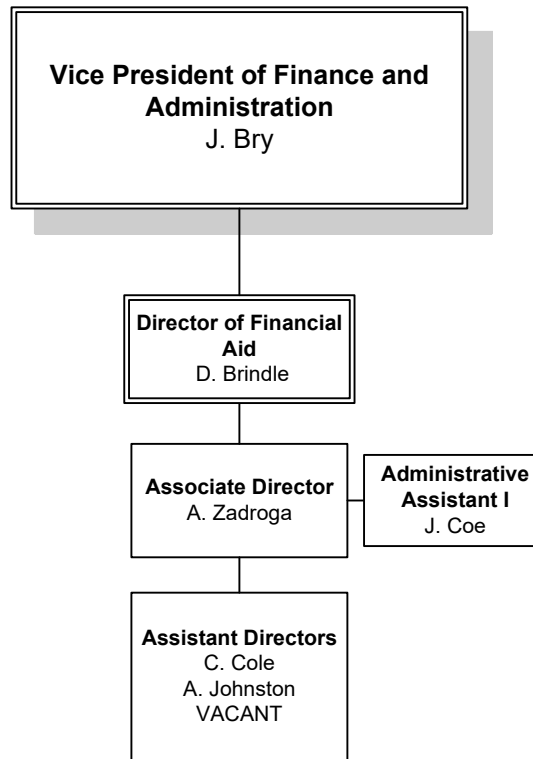 Vice President of Finance and
Administration
J. Bry
Director of Financial
Aid
D. Brindle
Associate Director
A. Zadroga
Administrative
Assistant I
J. Coe
Assistant Directors
C. Cole
A. Johnston
VACANT